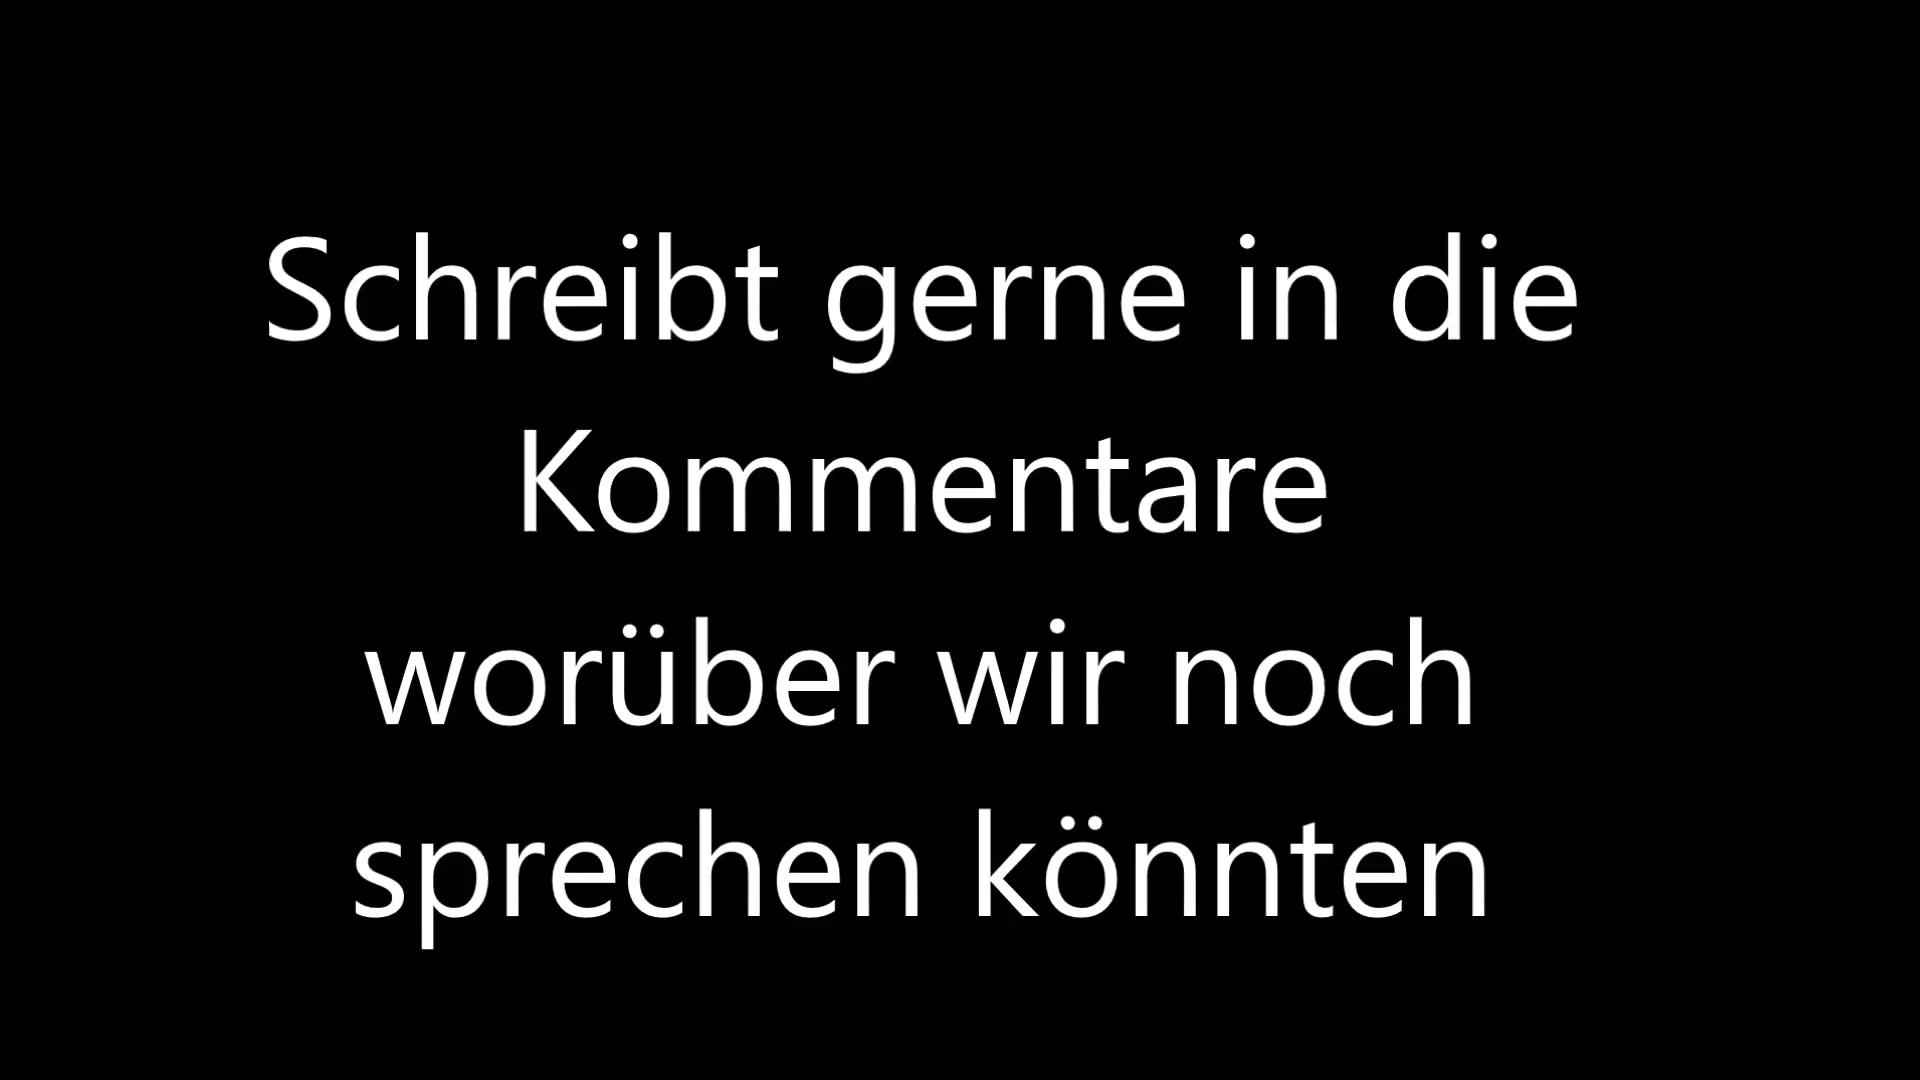 Schreibt gerne in die
Kommentare
worüber wir noch
sprechen könnten